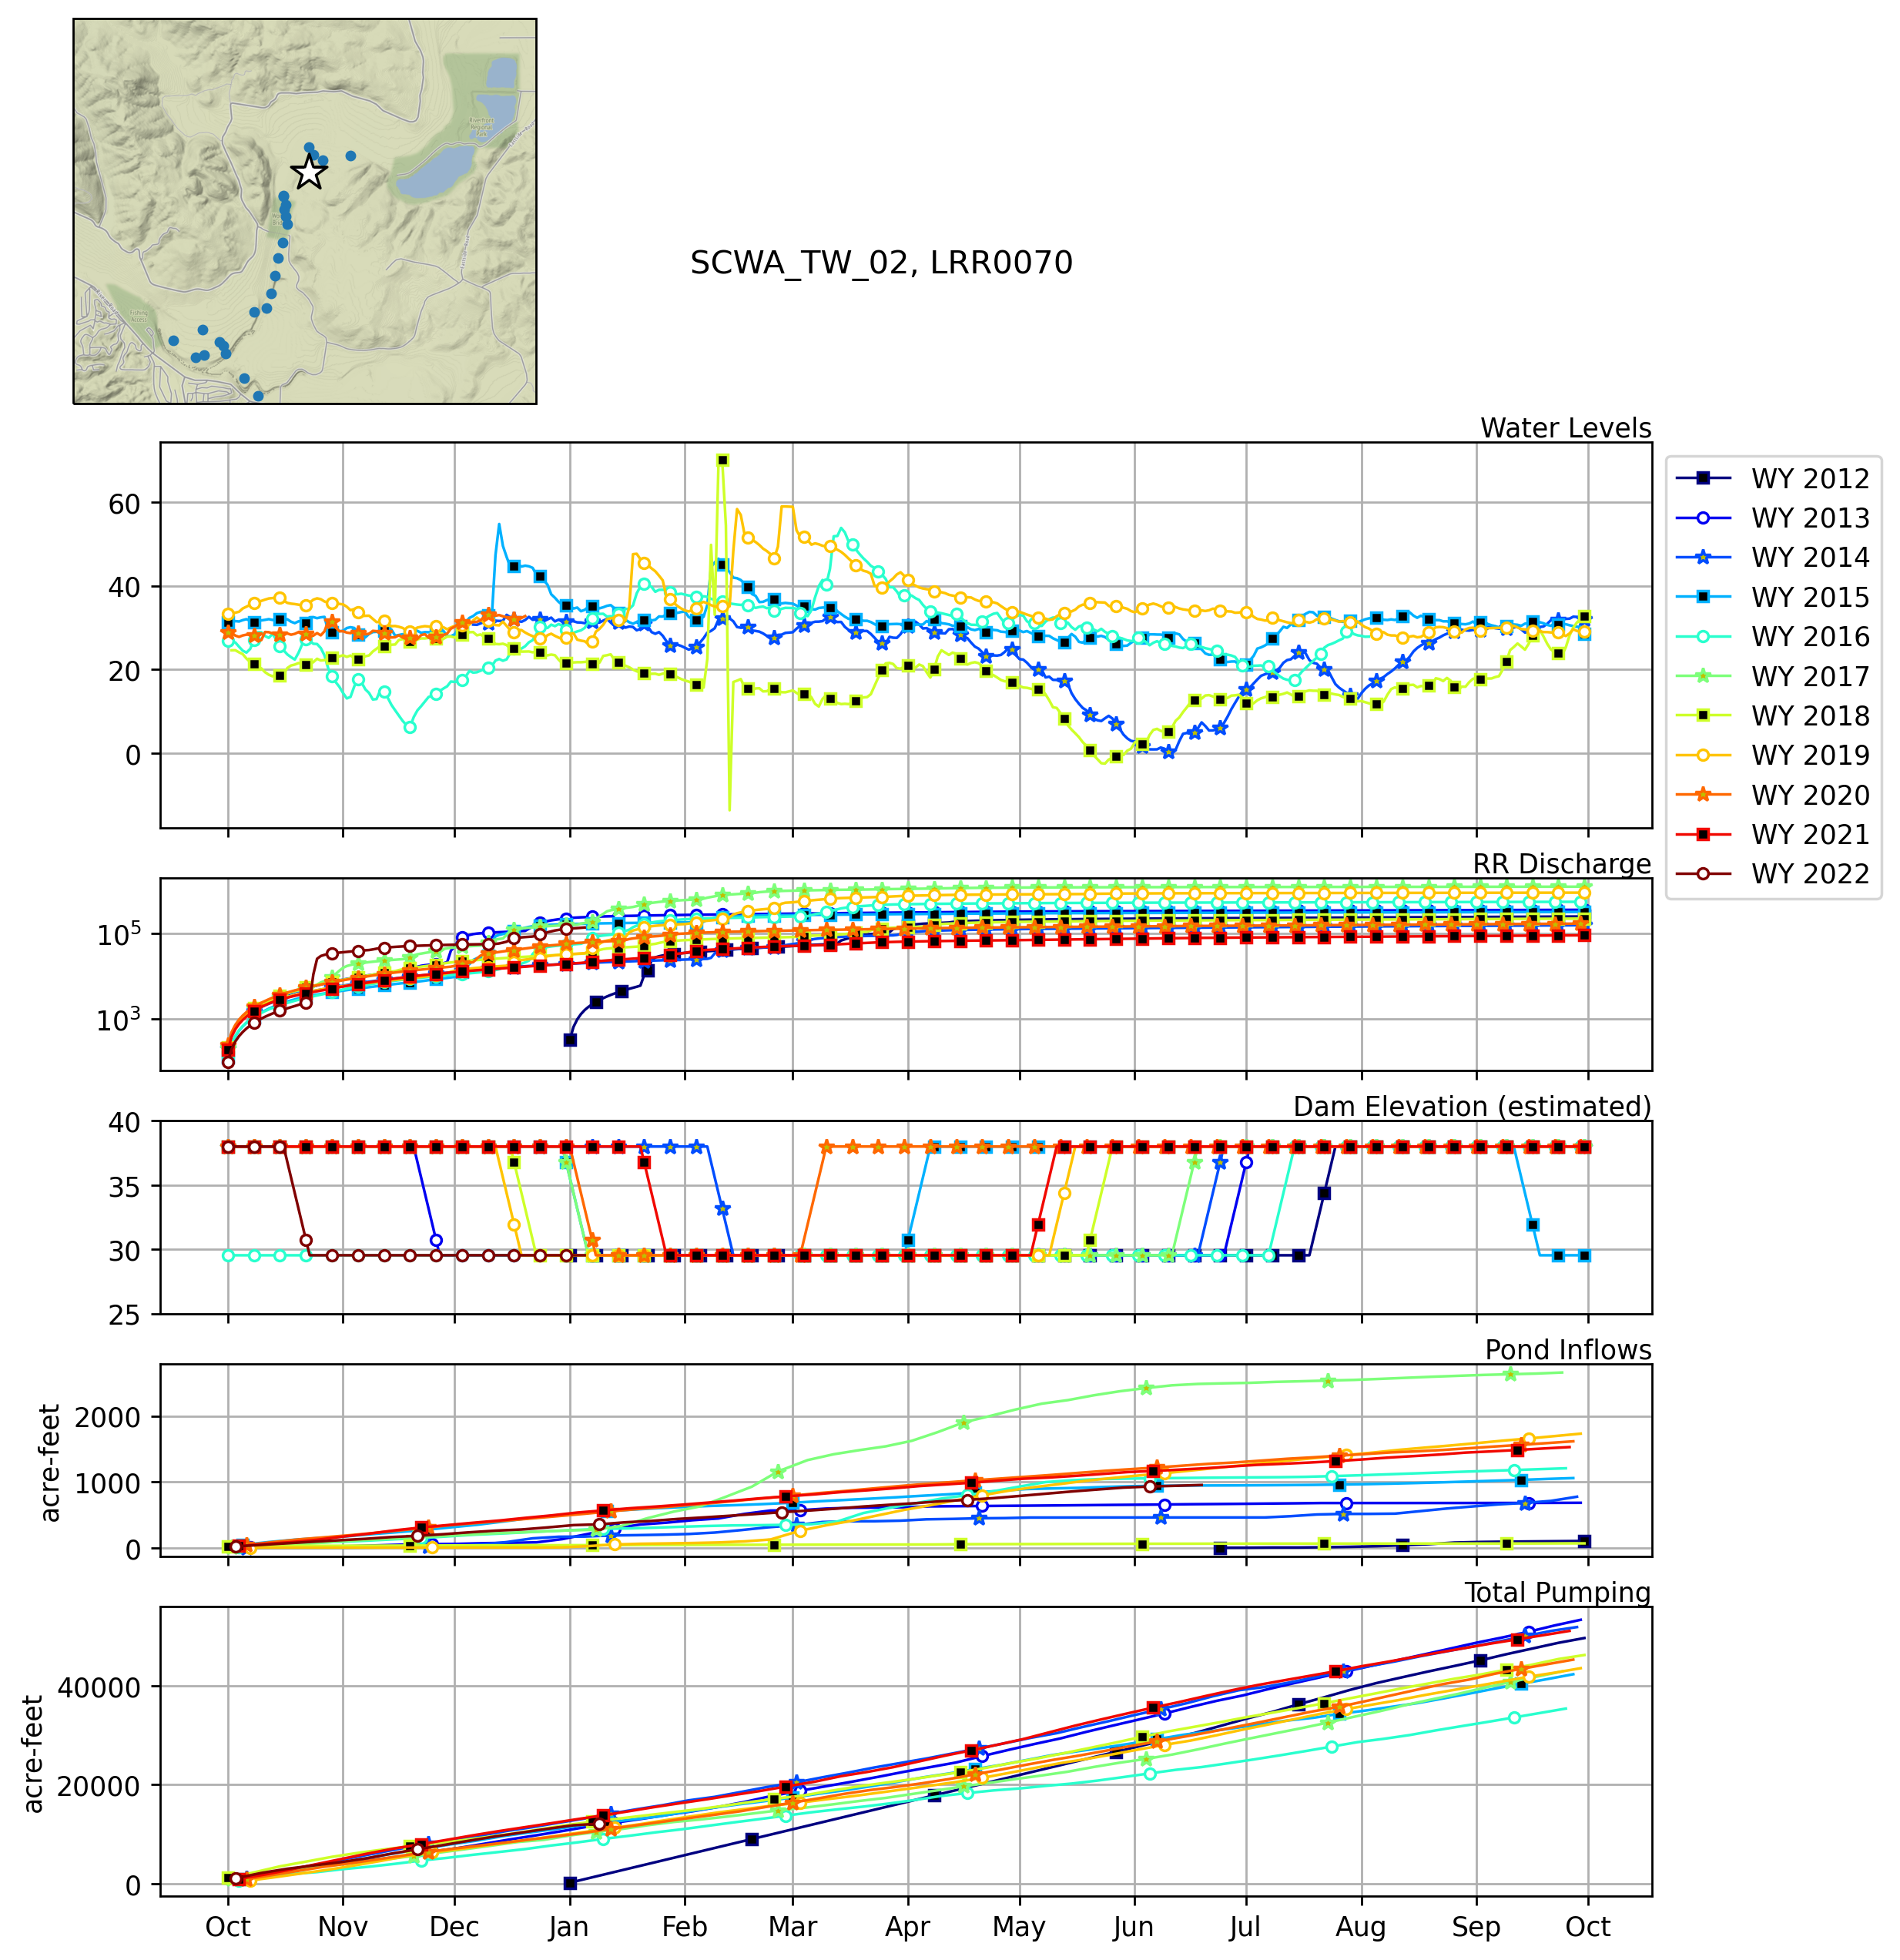 SCWA_TW_02, LRR0070
Water Levels
60
40
20
0
WY 2012
WY 2013
WY 2014
WY 2015
WY 2016
WY 2017
WY 2018
WY 2019
WY 2020
WY 2021
WY 2022
RR Discharge
10^5
10^3
Dam Elevation (estimated)
40
35
30
25
Pond Inflows
acre-feet
2000
1000
0
Total Pumping
acre-feet
40000
20000
0
Oct Nov Dec Jan Feb Mar Apr May Jun Jul Aug Sep Oct